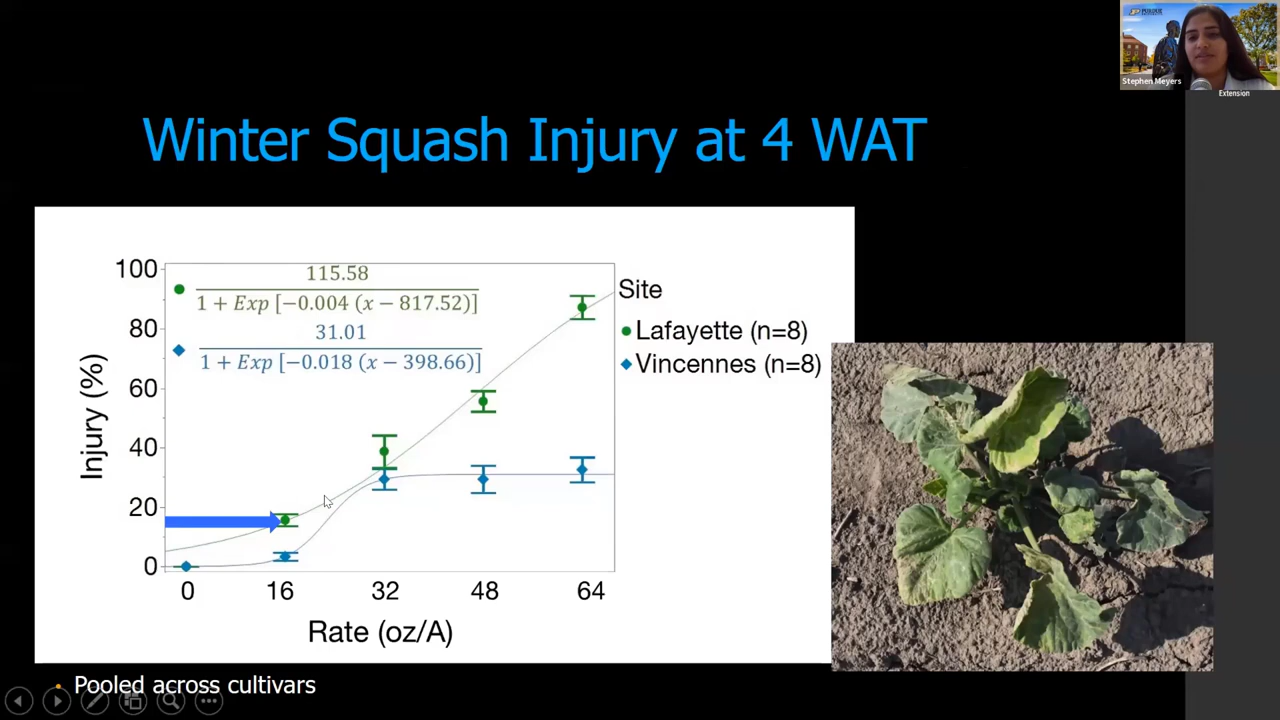 PURDUE
Stephen Meyers
Extension
Winter Squash Injury at 4 WAT
100
80
60
40
20
0
Injury (%)
115.58
1 + Exp [−0.004 (x − 817.52)]
31.01
1 + Exp [−0.018 (x − 398.66)]
Site
Lafayette (n=8)
Vincennes (n=8)
0 16 32 48 64
Rate (oz/A)
• Pooled across cultivars